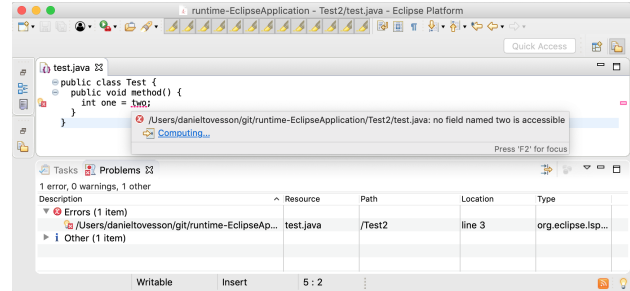 runtime-EclipseApplication - Test2/test.java - Eclipse Platform
Quick Access
test.java
public class Test {
public void method() {
int one = two;
}
}
/Users/danieltovesson/git/runtime-EclipseApplication/Test2/test.java: no field named two is accessible
Computing...
Press 'F2' for focus
Tasks Problems
1 error, 0 warnings, 1 other
Description Resource Path Location Type
Errors (1 item)
/Users/danieltovesson/git/runtime-EclipseAp... test.java /Test2 line 3 org.eclipse.lsp...
Other (1 item)
Writable Insert 5 : 2